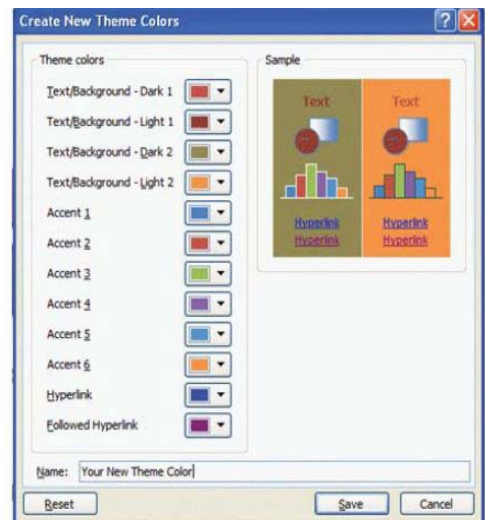 Create New Theme Colors
Theme colors
Text/Background - Dark 1
Text/Background - Light 1
Text/Background - Dark 2
Text/Background - Light 2
Accent 1
Accent 2
Accent 3
Accent 4
Accent 5
Accent 6
Hyperlink
Followed Hyperlink
Sample
Text Text
Hyperlink Hyperlink
Hyperlink Hyperlink
Name: Your New Theme Color
Reset Save Cancel